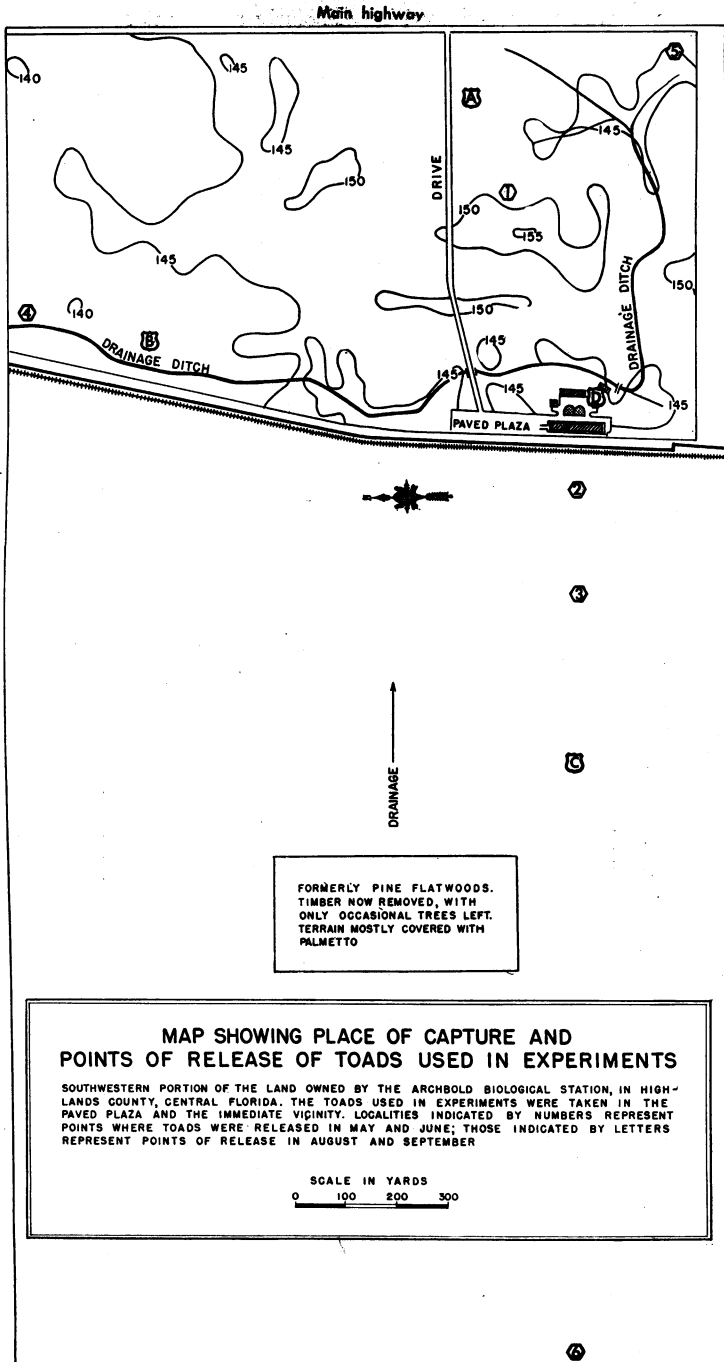 Main highway
140
145
5
A
145
145
DRIVE
150
150
1
155
145
150
150
DRAINAGE DITCH
4
140
B
DRAINAGE DITCH
145
145
145
D
145
PAVED PLAZA
2
3
C
DRAINAGE
FORMERLY PINE FLATWOODS.
TIMBER NOW REMOVED, WITH
ONLY OCCASIONAL TREES LEFT.
TERRAIN MOSTLY COVERED WITH
PALMETTO
MAP SHOWING PLACE OF CAPTURE AND
POINTS OF RELEASE OF TOADS USED IN EXPERIMENTS
SOUTHWESTERN PORTION OF THE LAND OWNED BY THE ARCHBOLD BIOLOGICAL STATION, IN HIGH-
LANDS COUNTY, CENTRAL FLORIDA. THE TOADS USED IN EXPERIMENTS WERE TAKEN IN THE
PAVED PLAZA AND THE IMMEDIATE VICINITY. LOCALITIES INDICATED BY NUMBERS REPRESENT
POINTS WHERE TOADS WERE RELEASED IN MAY AND JUNE; THOSE INDICATED BY LETTERS
REPRESENT POINTS OF RELEASE IN AUGUST AND SEPTEMBER
SCALE IN YARDS
0 100 200 300
6